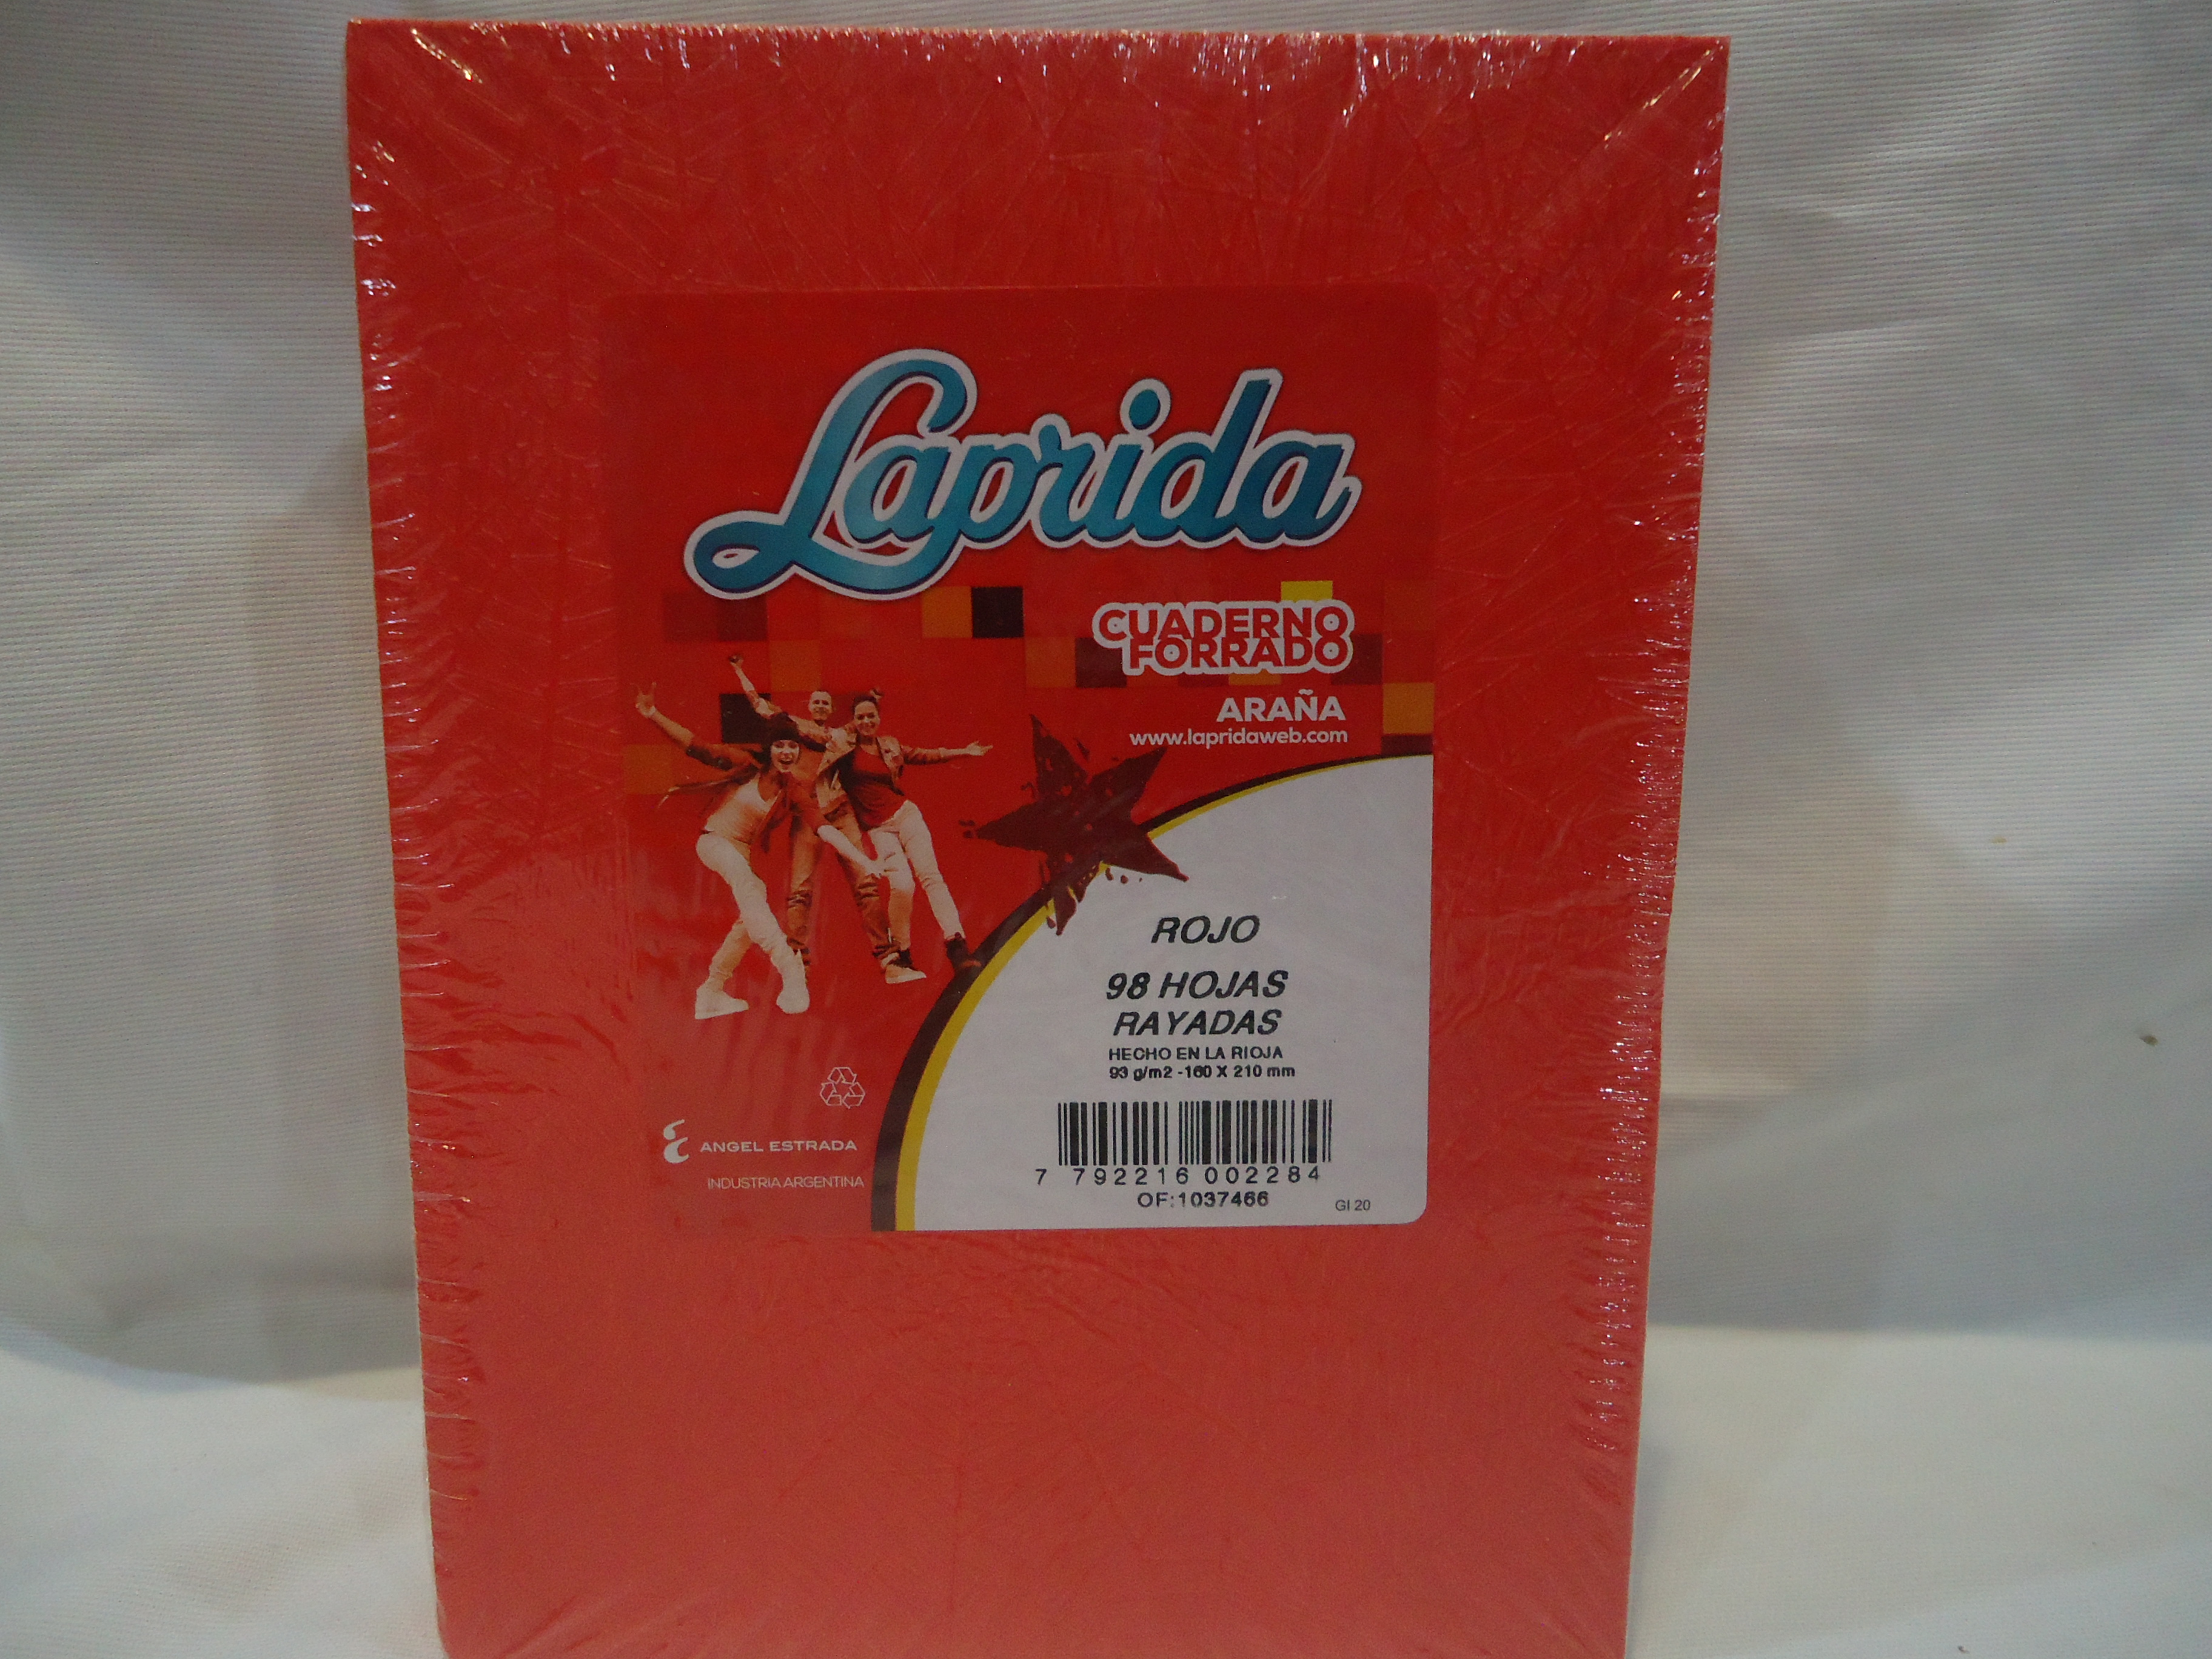 Laprida
CUADERNO
FORRADO
ARAÑA
www.lapridaweb.com
ROJO
98 HOJAS
RAYADAS
HECHO EN LA RIOJA
93 g/m2 -160 X 210 mm
7 792216 002284
OF:1037466
GI 20
ANGEL ESTRADA
INDUSTRIA ARGENTINA